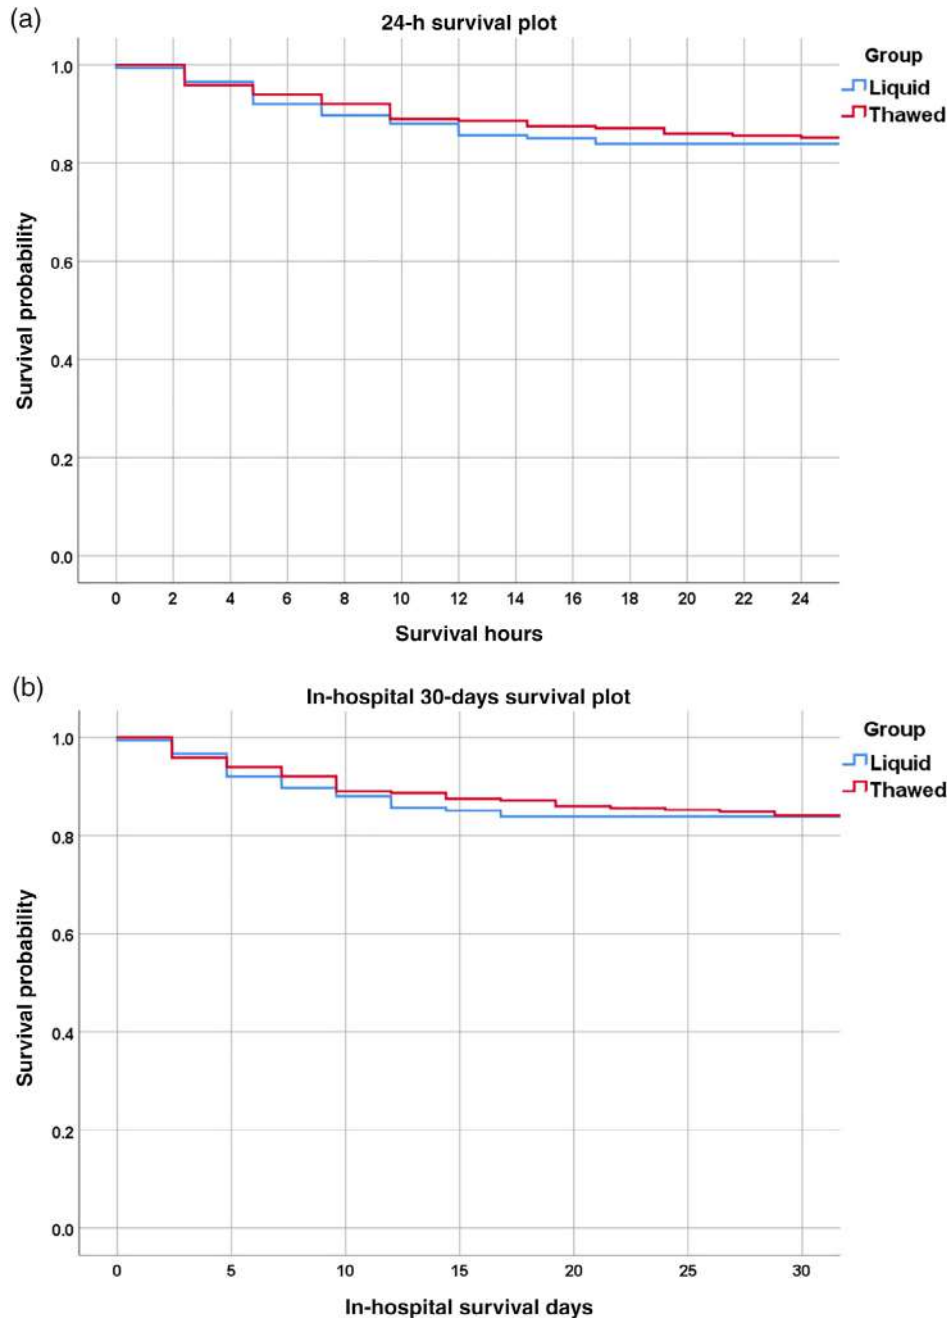 (a)
24-h survival plot
Group
Liquid
Thawed
1.0
0.8
0.6
0.4
0.2
0.0
Survival probability
0 2 4 6 8 10 12 14 16 18 20 22 24
Survival hours
(b)
In-hospital 30-days survival plot
Group
Liquid
Thawed
1.0
0.8
0.6
0.4
0.2
0.0
Survival probability
0 5 10 15 20 25 30
In-hospital survival days